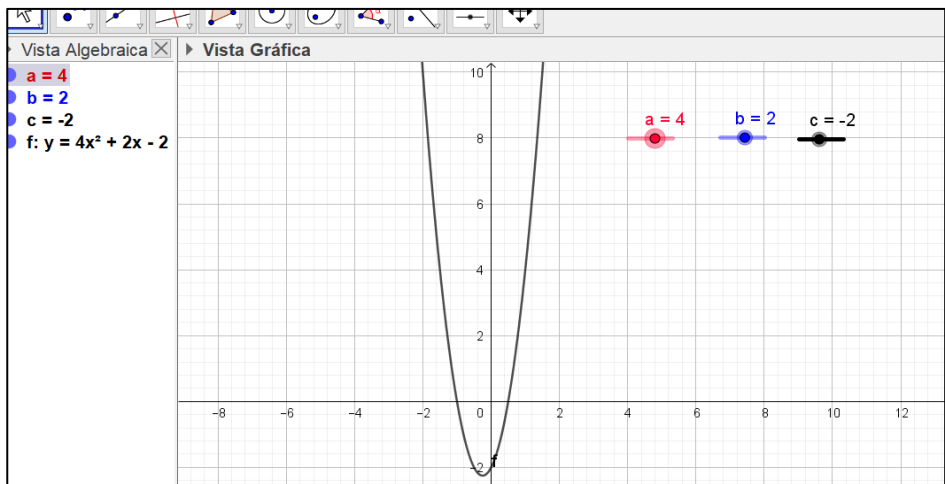 Vista Algebraica
Vista Gráfica
a = 4
b = 2
c = -2
f: y = 4x² + 2x - 2
a = 4
b = 2
c = -2
10
8
6
4
2
-2
f
-8
-6
-4
-2
0
2
4
6
8
10
12